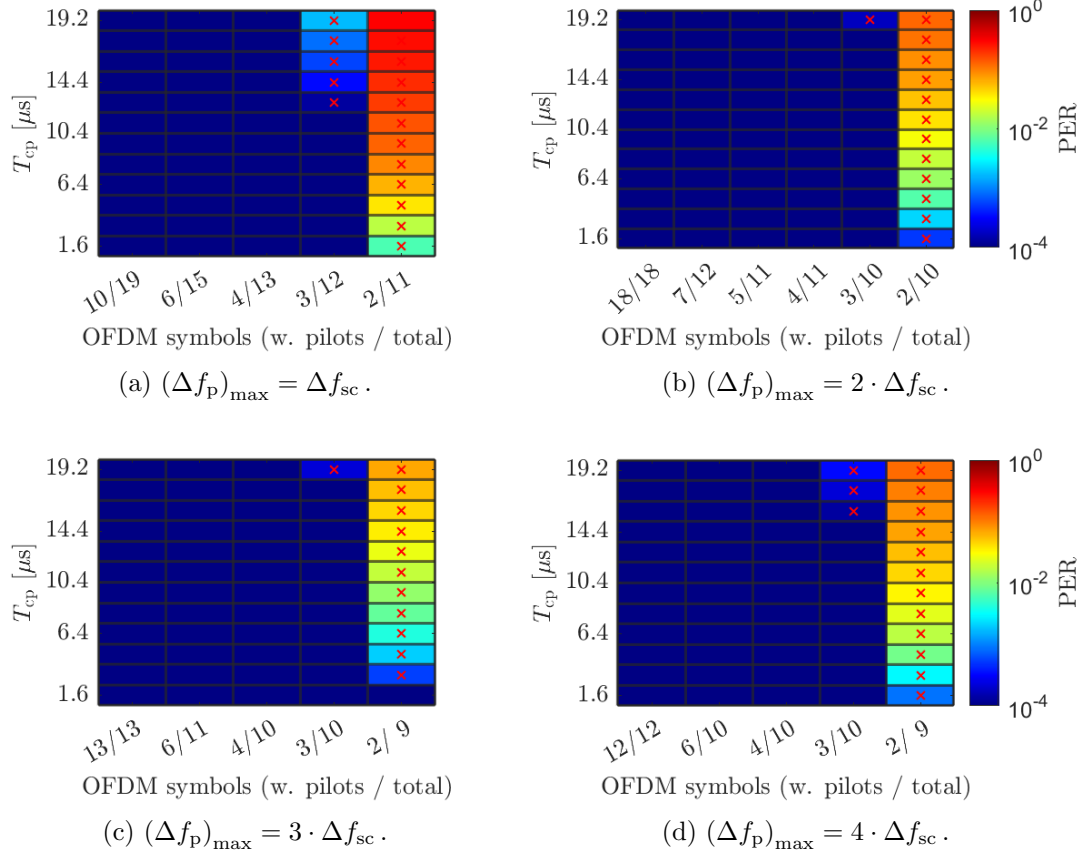 19.2
14.4
10.4
6.4
1.6
T_cp [μs]
10/19 6/15 4/13 3/12 2/11
OFDM symbols (w. pilots / total)
(a) (Δf_p)_max = Δf_sc .
19.2
14.4
10.4
6.4
1.6
T_cp [μs]
18/18 7/12 5/11 4/11 3/10 2/10
OFDM symbols (w. pilots / total)
10^0
10^-2
10^-4
PER
(b) (Δf_p)_max = 2 · Δf_sc .
19.2
14.4
10.4
6.4
1.6
T_cp [μs]
13/13 6/11 4/10 3/10 2/ 9
OFDM symbols (w. pilots / total)
(c) (Δf_p)_max = 3 · Δf_sc .
19.2
14.4
10.4
6.4
1.6
T_cp [μs]
12/12 6/10 4/10 3/10 2/ 9
OFDM symbols (w. pilots / total)
10^0
10^-2
10^-4
PER
(d) (Δf_p)_max = 4 · Δf_sc .